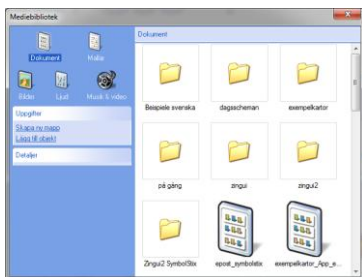 Mediebibliotek
Dokument
Mallar
Bilder
Ljud
Musik & video
Uppgifter
Skapa ny mapp
Lägg till objekt
Detaljer
Dokument
Beispiele svenska
dagsscheman
exempelkartor
på gång
zingui
zingui2
Zingui2 SymbolStix
epost_symbolstix
exempelkartor_App_e...